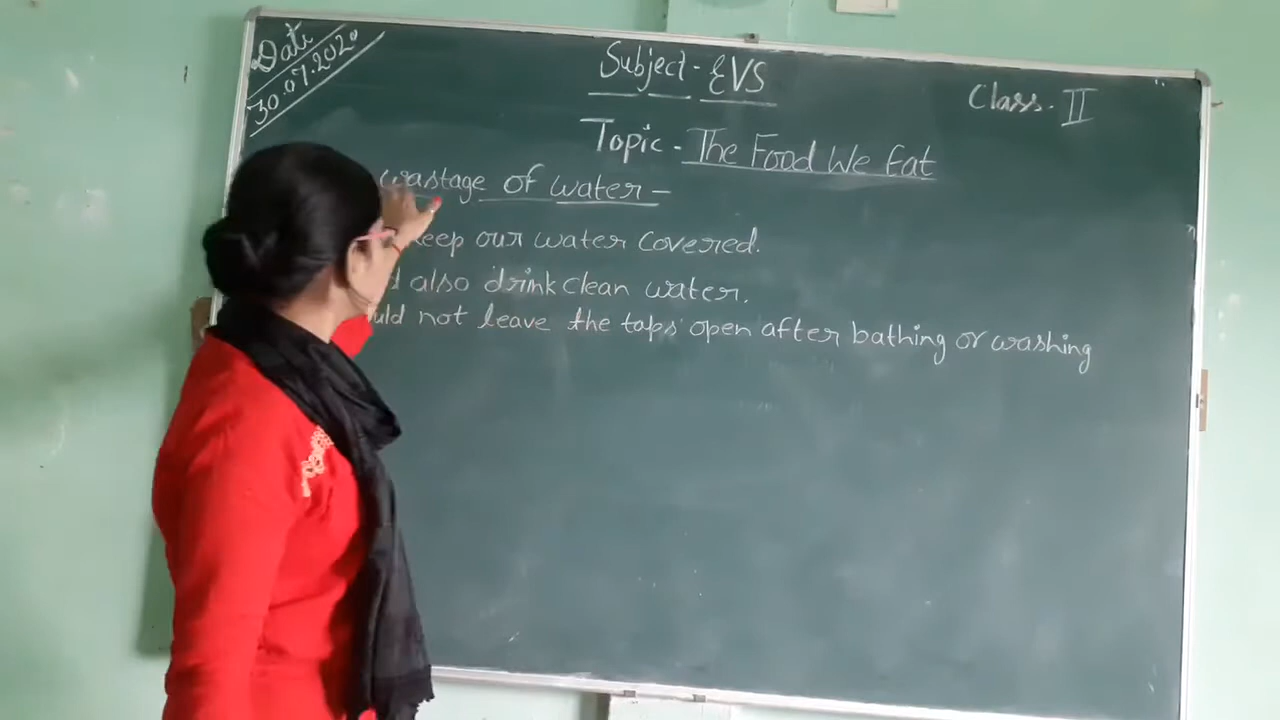 Date
30.07.2020
Subject - EVS
Class - II
Topic - The Food We Eat
wastage of water -
keep our water covered.
also drink clean water.
not leave the taps open after bathing or washing